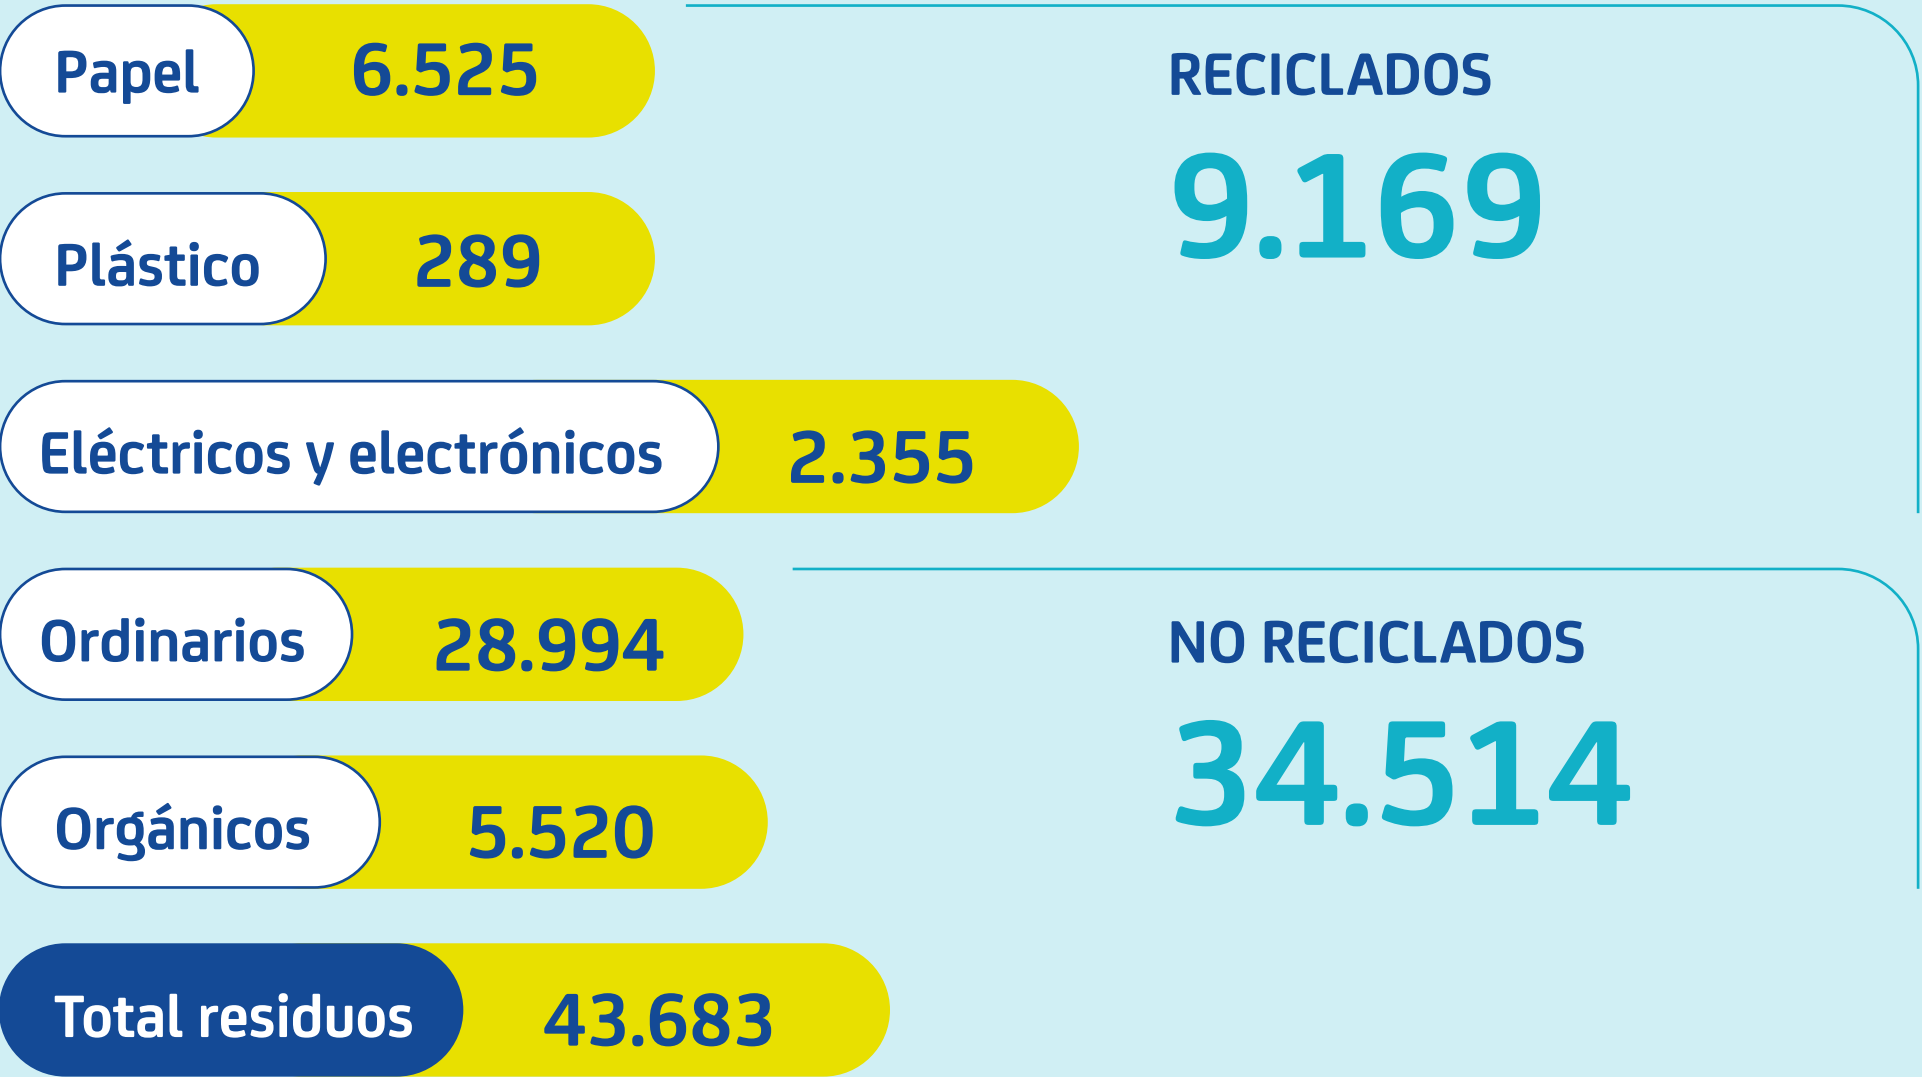 Papel
6.525
Plástico
289
Eléctricos y electrónicos
2.355
RECICLADOS
9.169
Ordinarios
28.994
Orgánicos
5.520
NO RECICLADOS
34.514
Total residuos
43.683